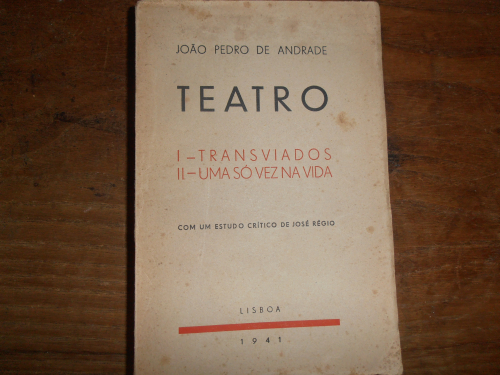 JOÃO PEDRO DE ANDRADE
TEATRO
I–TRANSVIADOS
II–UMA SÓ VEZ NA VIDA
COM UM ESTUDO CRÍTICO DE JOSÉ RÉGIO
LISBOA
1941